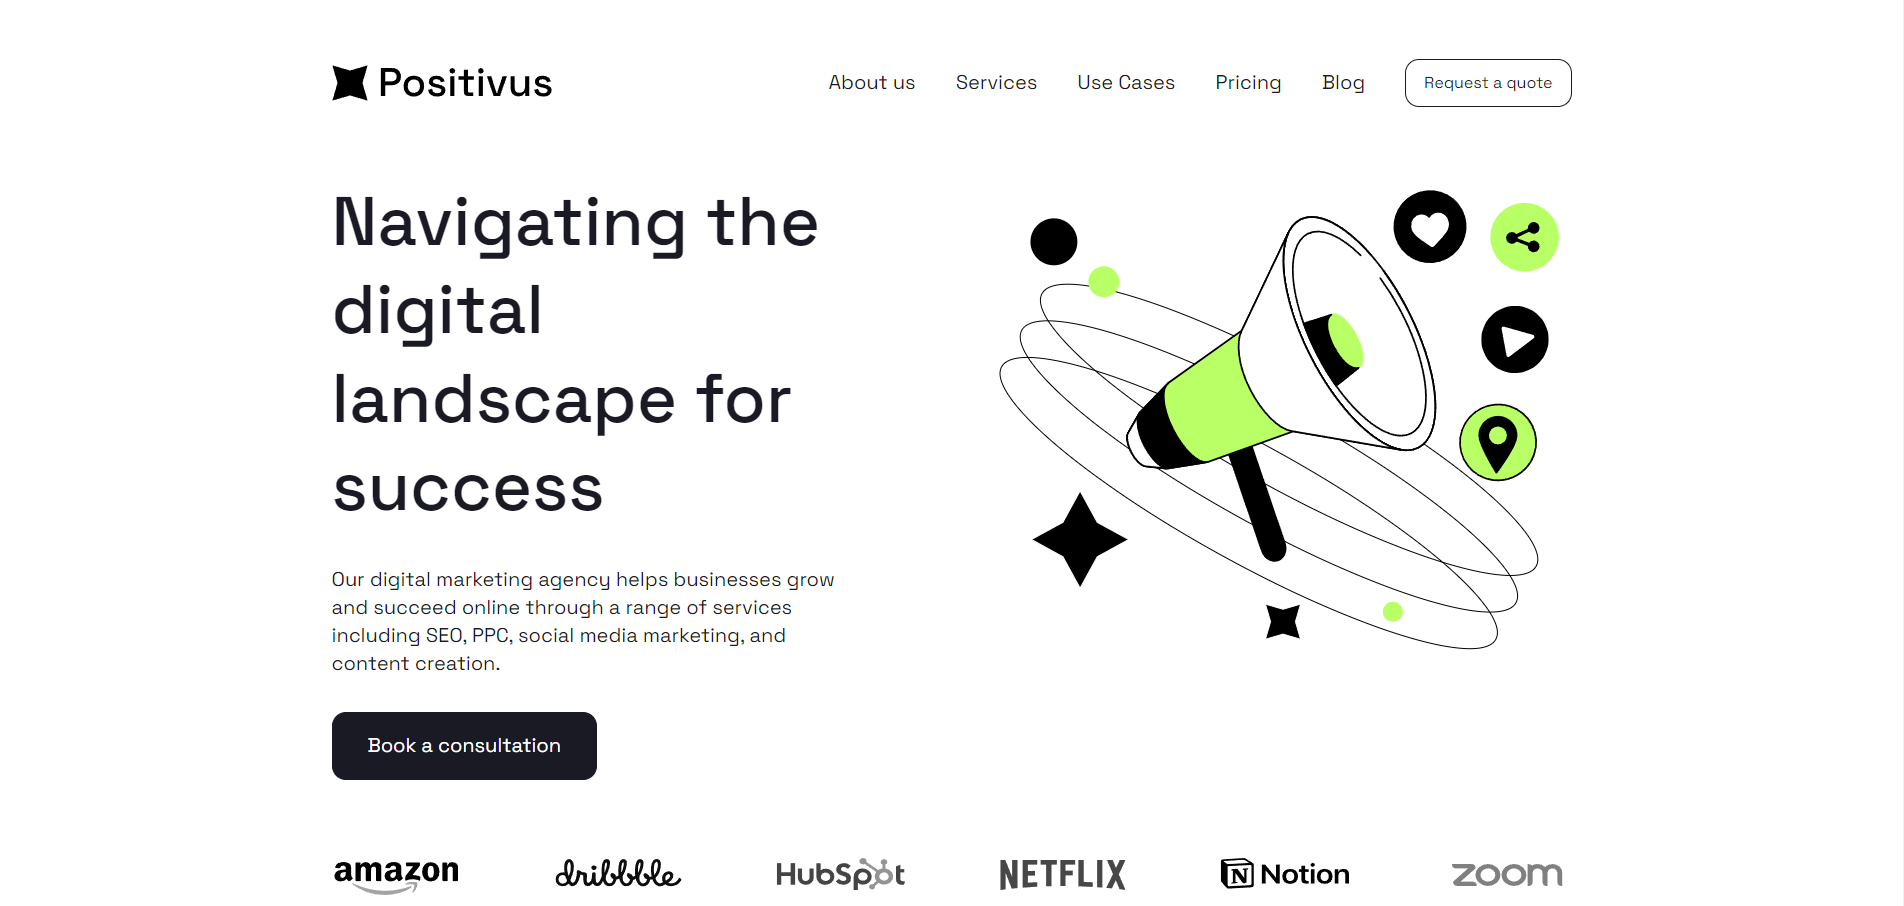 Positivus
About us
Services
Use Cases
Pricing
Blog
Request a quote
Navigating the
digital
landscape for
success
Our digital marketing agency helps businesses grow
and succeed online through a range of services
including SEO, PPC, social media marketing, and
content creation.
Book a consultation
amazon
dribbble
HubSpot
NETFLIX
Notion
zoom